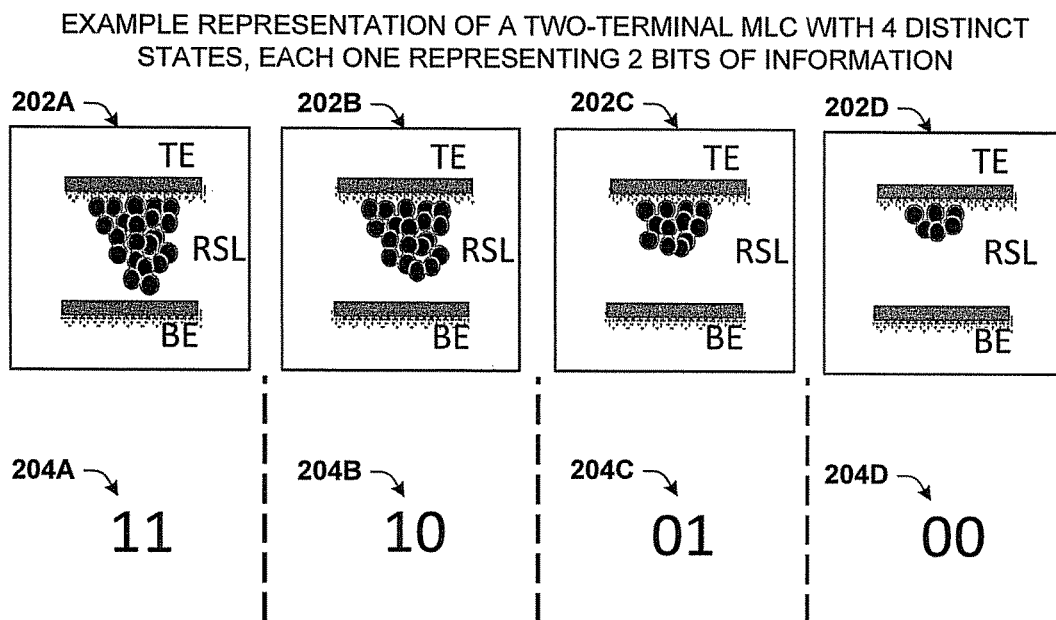 EXAMPLE REPRESENTATION OF A TWO-TERMINAL MLC WITH 4 DISTINCT
STATES, EACH ONE REPRESENTING 2 BITS OF INFORMATION
202A 202B 202C 202D
TE TE TE TE
RSL RSL RSL RSL
BE BE BE BE
204A 204B 204C 204D
11 10 01 00